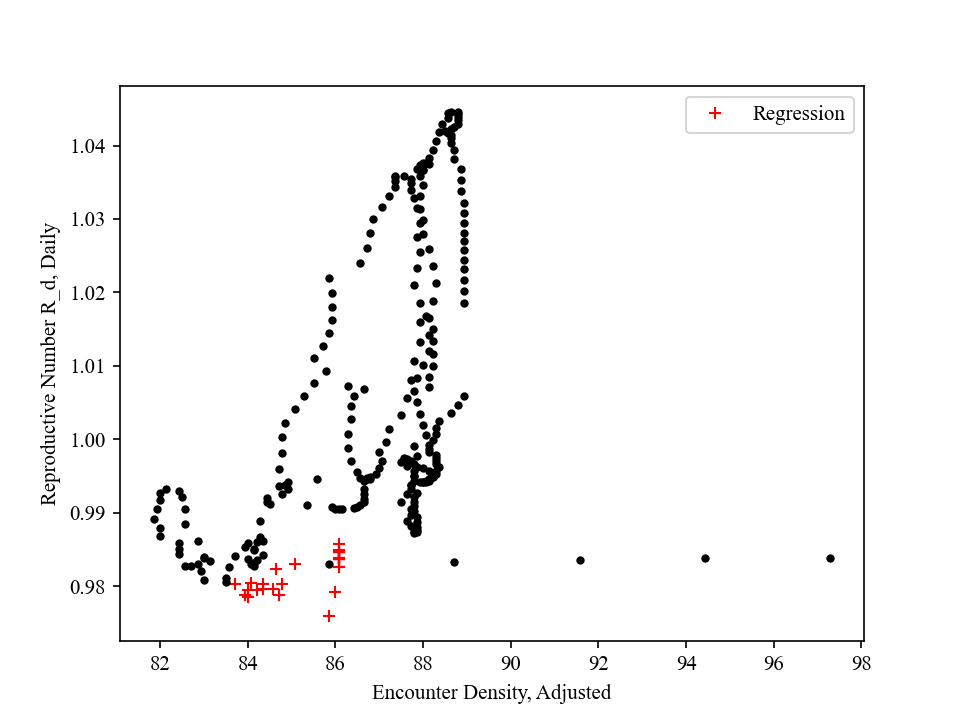 Regression
1.04
1.03
1.02
1.01
1.00
0.99
0.98
Reproductive Number R_d, Daily
82 84 86 88 90 92 94 96 98
Encounter Density, Adjusted